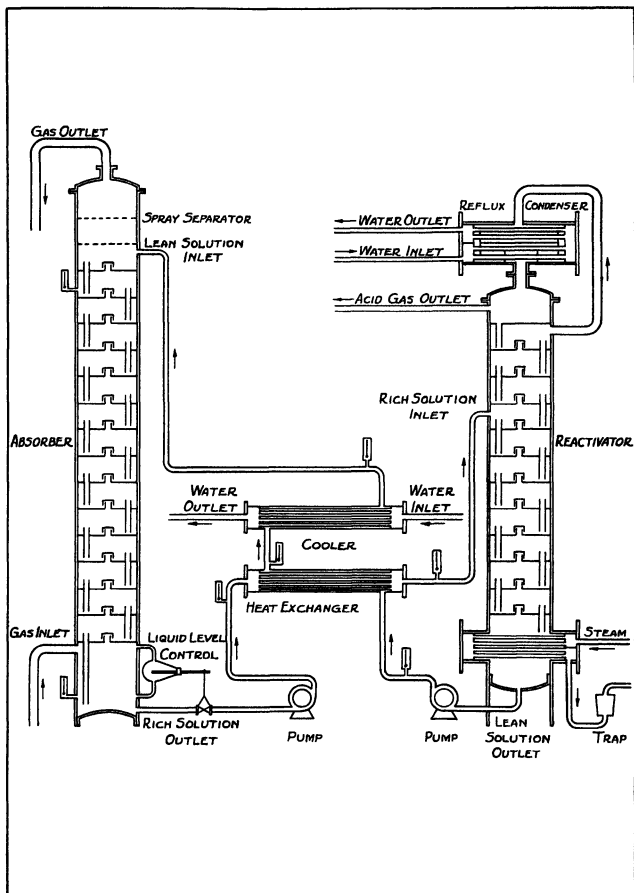 GAS OUTLET
SPRAY SEPARATOR
LEAN SOLUTION
INLET
ABSORBER
GAS INLET
LIQUID LEVEL
CONTROL
RICH SOLUTION
OUTLET
PUMP
WATER
OUTLET
WATER
INLET
COOLER
HEAT EXCHANGER
REFLUX CONDENSER
WATER OUTLET
WATER INLET
ACID GAS OUTLET
RICH SOLUTION
INLET
REACTIVATOR
STEAM
PUMP
LEAN
SOLUTION
OUTLET
TRAP